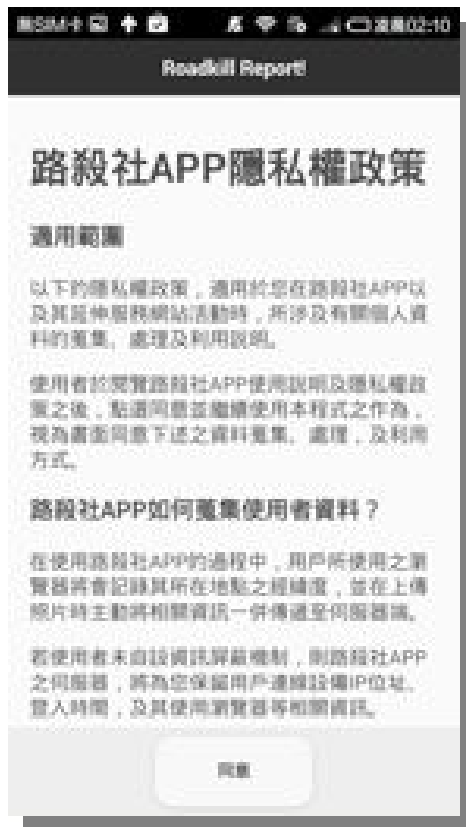 無SIM卡 凌晨02:10
Roadkill Report!
路殺社APP隱私權政策
適用範圍
以下的隱私權政策,適用於您在路殺社APP以
及其延伸服務網站活動時,所涉及有關個人資
料的蒐集、處理及利用說明。
使用者於閱覽路殺社APP使用說明及隱私權政
策之後,點選同意並繼續使用本程式之作為,
視為書面同意下述之資料蒐集、處理,及利用
方式。
路殺社APP如何蒐集使用者資料?
在使用路殺社APP的過程中,用戶所使用之瀏
覽器將會記錄其所在地點之經緯度,並在上傳
照片時主動將相關資訊一併傳遞至伺服器端。
若使用者未自設資訊屏蔽機制,則路殺社APP
之伺服器,將為您保留用戶連線設備IP位址、
登入時間,及其使用瀏覽器等相關資訊。
同意